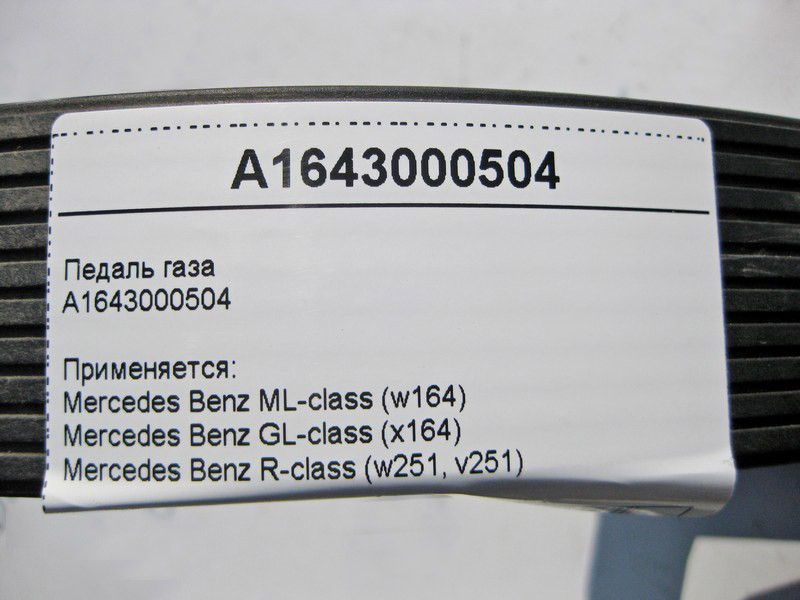 A1643000504
Педаль газа
A1643000504
Применяется:
Mercedes Benz ML-class (w164)
Mercedes Benz GL-class (x164)
Mercedes Benz R-class (w251, v251)